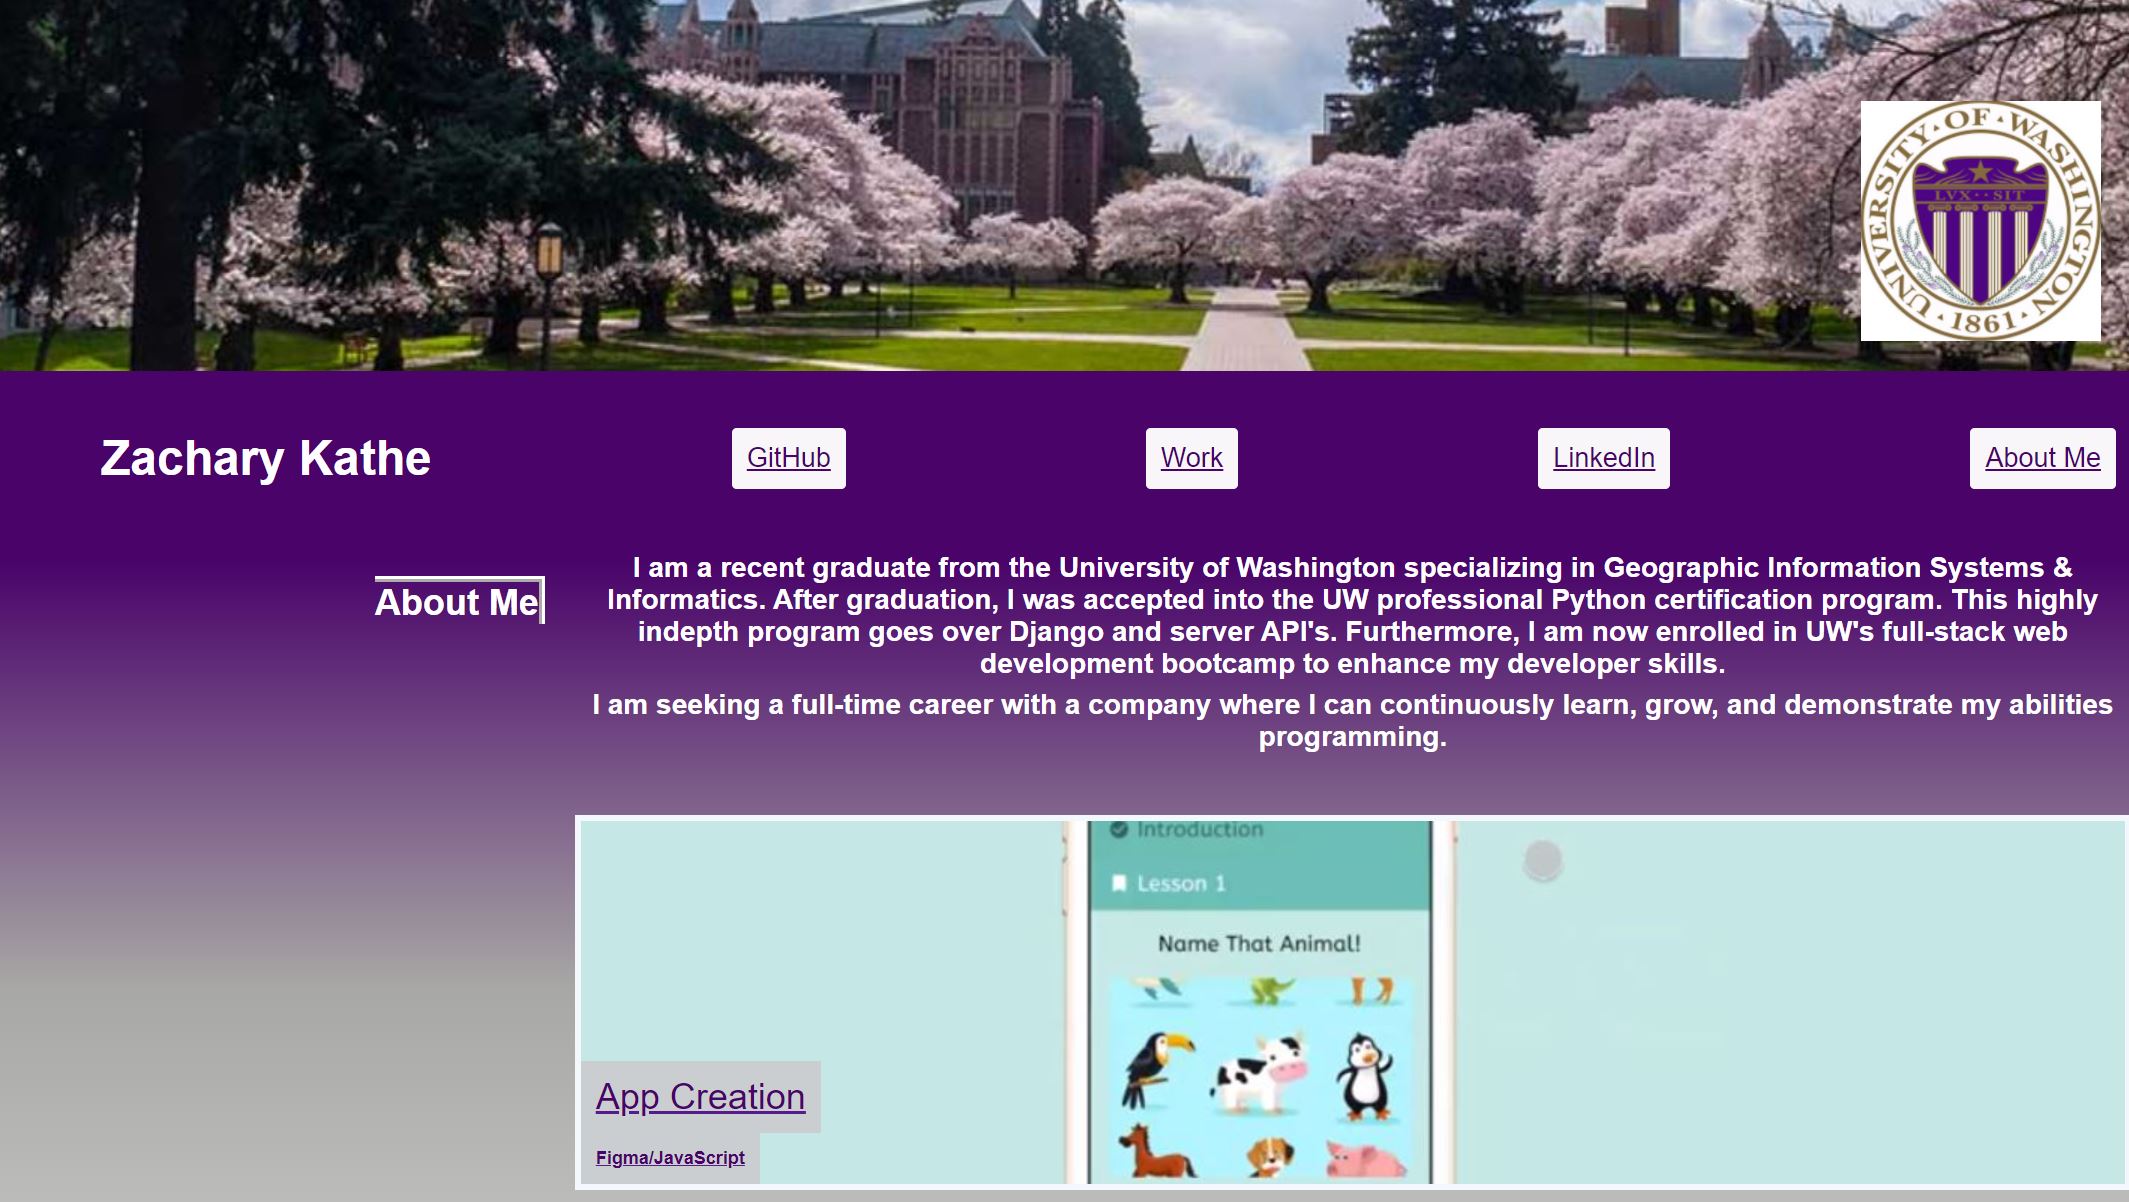 UNIVERSITY · OF · WASHINGTON
LVX · · SIT
· 1861 ·
Zachary Kathe
GitHub
Work
LinkedIn
About Me
About Me
I am a recent graduate from the University of Washington specializing in Geographic Information Systems &
Informatics. After graduation, I was accepted into the UW professional Python certification program. This highly
indepth program goes over Django and server API's. Furthermore, I am now enrolled in UW's full-stack web
development bootcamp to enhance my developer skills.
I am seeking a full-time career with a company where I can continuously learn, grow, and demonstrate my abilities
programming.
Introduction
Lesson 1
Name That Animal!
App Creation
Figma/JavaScript